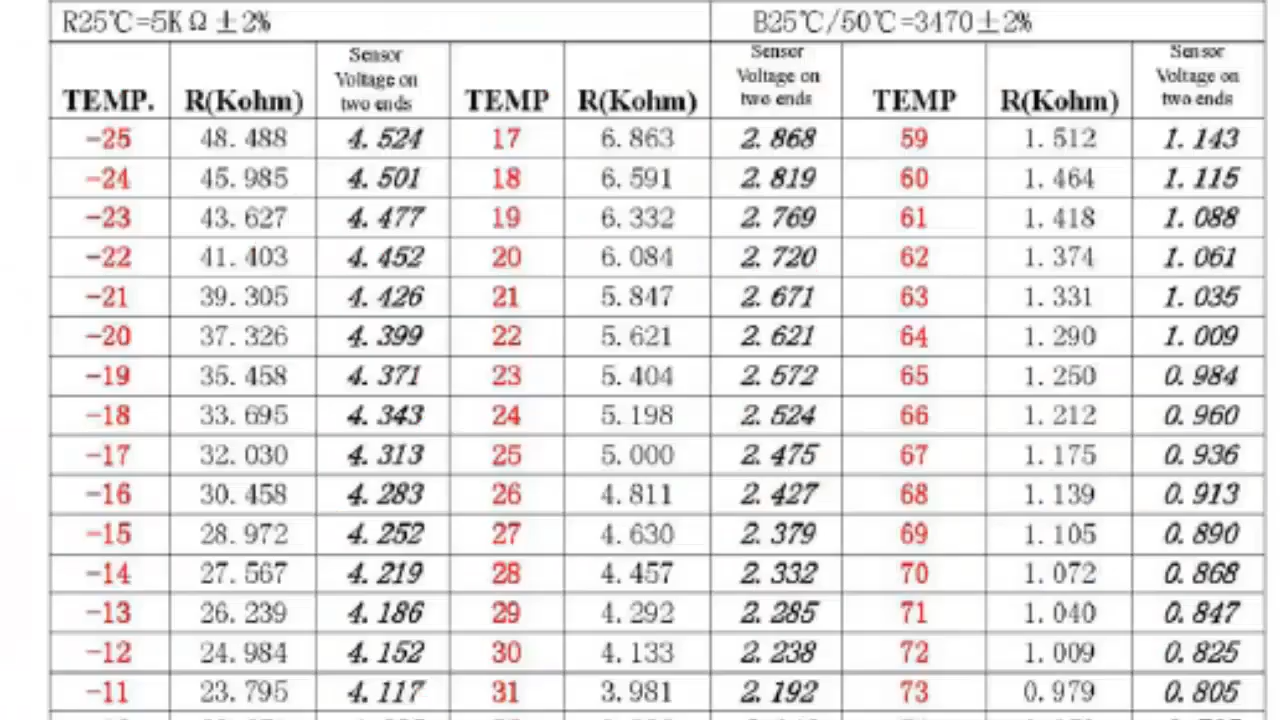 R25℃=5KΩ±2% B25℃/50℃=3470±2%
TEMP. R(Kohm) Sensor Voltage on two ends TEMP R(Kohm) Sensor Voltage on two ends TEMP R(Kohm) Sensor Voltage on two ends
-25 48.488 4.524 17 6.863 2.868 59 1.512 1.143
-24 45.985 4.501 18 6.591 2.819 60 1.464 1.115
-23 43.627 4.477 19 6.332 2.769 61 1.418 1.088
-22 41.403 4.452 20 6.084 2.720 62 1.374 1.061
-21 39.305 4.426 21 5.847 2.671 63 1.331 1.035
-20 37.326 4.399 22 5.621 2.621 64 1.290 1.009
-19 35.458 4.371 23 5.404 2.572 65 1.250 0.984
-18 33.695 4.343 24 5.198 2.524 66 1.212 0.960
-17 32.030 4.313 25 5.000 2.475 67 1.175 0.936
-16 30.458 4.283 26 4.811 2.427 68 1.139 0.913
-15 28.972 4.252 27 4.630 2.379 69 1.105 0.890
-14 27.567 4.219 28 4.457 2.332 70 1.072 0.868
-13 26.239 4.186 29 4.292 2.285 71 1.040 0.847
-12 24.984 4.152 30 4.133 2.238 72 1.009 0.825
-11 23.795 4.117 31 3.981 2.192 73 0.979 0.805